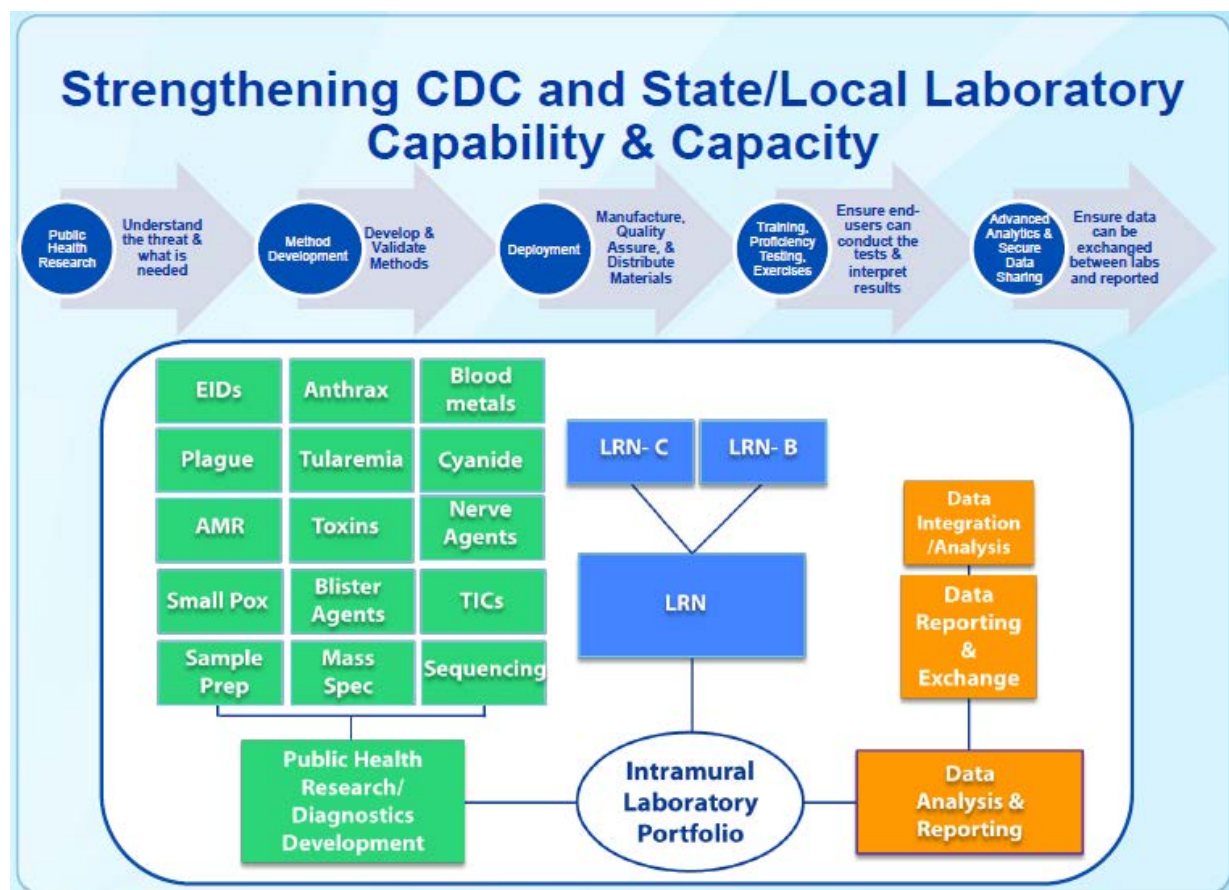 Strengthening CDC and State/Local Laboratory
Capability & Capacity
Public
Health
Research
Understand
the threat &
what is
needed
Method
Development
Develop &
Validate
Methods
Deployment
Manufacture,
Quality
Assure, &
Distribute
Materials
Training,
Proficiency
Testing,
Exercises
Ensure end-
users can
conduct the
tests &
interpret
results
Advanced
Analytics &
Secure
Data
Sharing
Ensure data
can be
exchanged
between labs
and reported
EIDs
Anthrax
Blood
metals
Plague
Tularemia
Cyanide
AMR
Toxins
Nerve
Agents
Small Pox
Blister
Agents
TICs
Sample
Prep
Mass
Spec
Sequencing
Public Health
Research/
Diagnostics
Development
LRN- C
LRN- B
LRN
Intramural
Laboratory
Portfolio
Data
Integration
/Analysis
Data
Reporting
&
Exchange
Data
Analysis &
Reporting